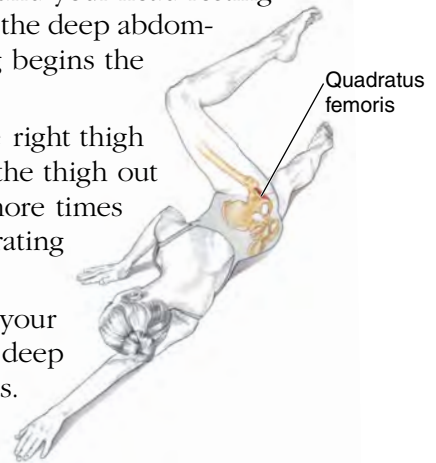 the deep abdom-
g begins the
right thigh
the thigh out
more times
rating
your
deep
s.
Quadratus
femoris